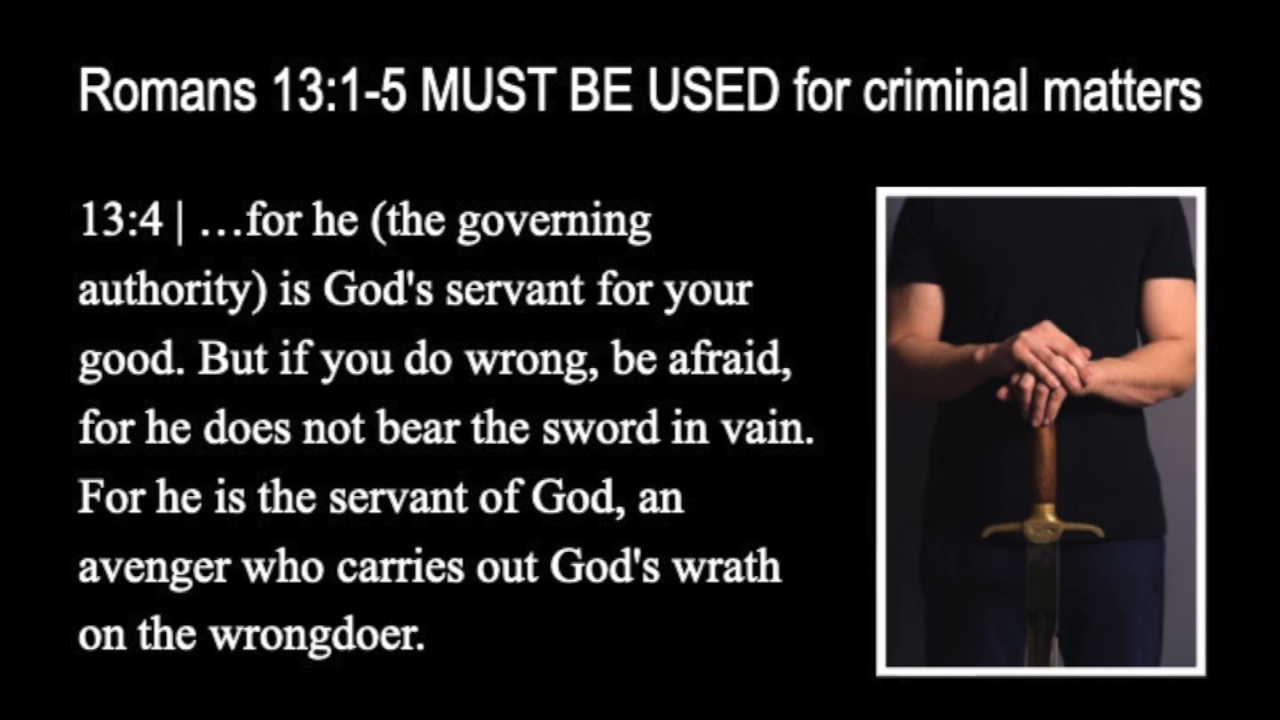 Romans 13:1-5 MUST BE USED for criminal matters
13:4 | …for he (the governing
authority) is God's servant for your
good. But if you do wrong, be afraid,
for he does not bear the sword in vain.
For he is the servant of God, an
avenger who carries out God's wrath
on the wrongdoer.